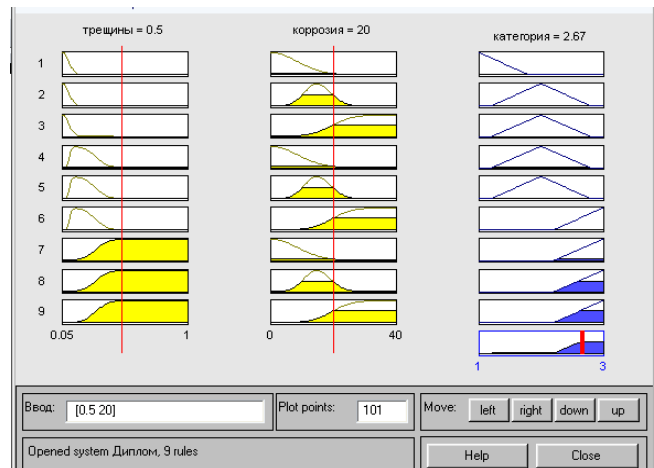 трещины = 0.5 коррозия = 20 категория = 2.67
1
2
3
4
5
6
7
8
9
0.05 1 0 40
1 3
Ввод: [0.5 20] Plot points: 101 Move: left right down up
Opened system Диплом, 9 rules Help Close